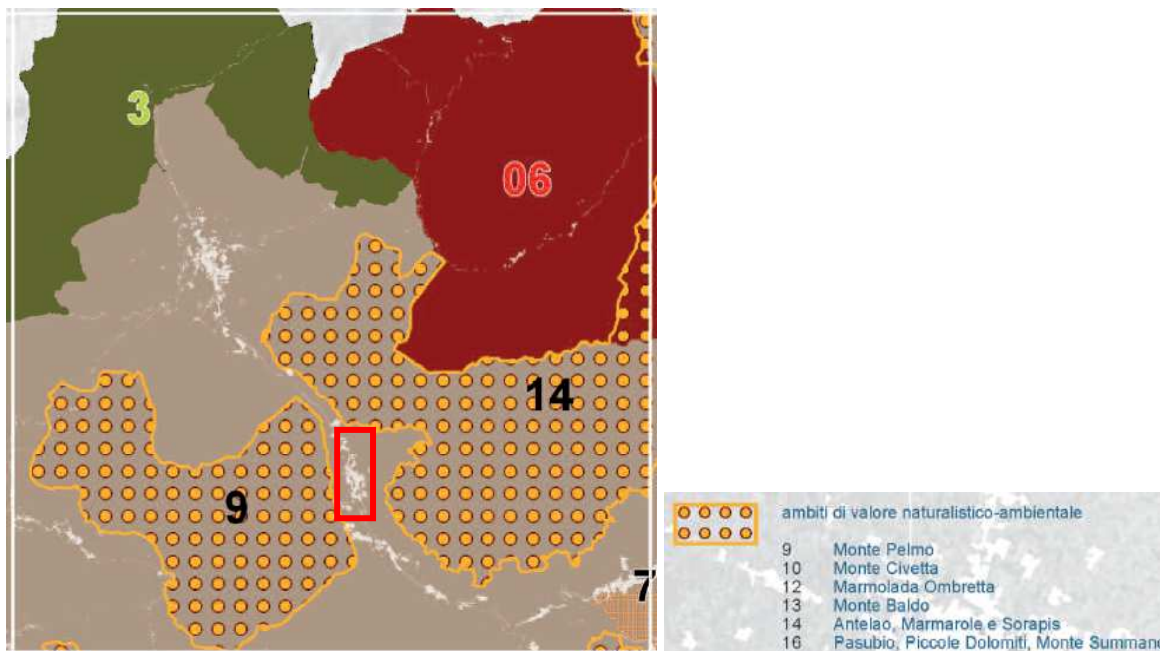 3
06
14
9
7
ambiti di valore naturalistico-ambientale
9 Monte Pelmo
10 Monte Civetta
12 Marmolada Ombretta
13 Monte Baldo
14 Antelao, Marmarole e Sorapis
16 Pasubio, Piccole Dolomiti, Monte Summano